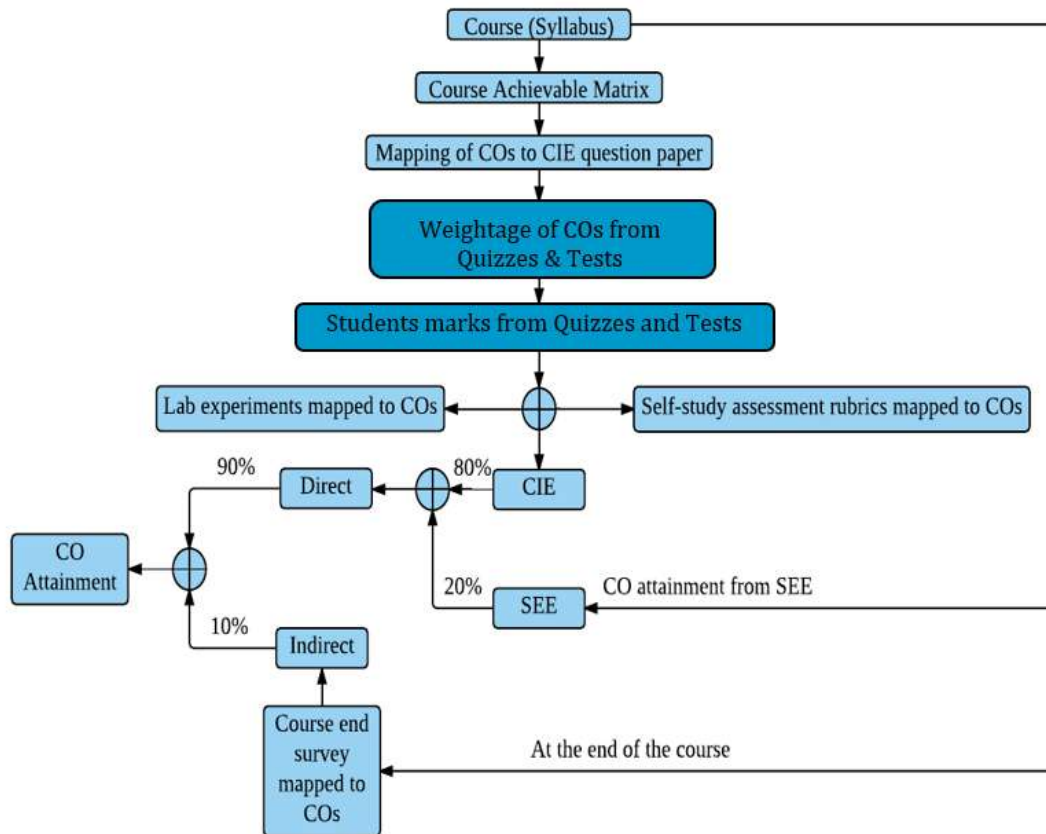 Course (Syllabus)
Course Achievable Matrix
Mapping of COs to CIE question paper
Weightage of COs from
Quizzes & Tests
Students marks from Quizzes and Tests
Lab experiments mapped to COs
Self-study assessment rubrics mapped to COs
90%
Direct
80%
CIE
CO
Attainment
20%
SEE
CO attainment from SEE
10%
Indirect
Course end
survey
mapped to
COs
At the end of the course